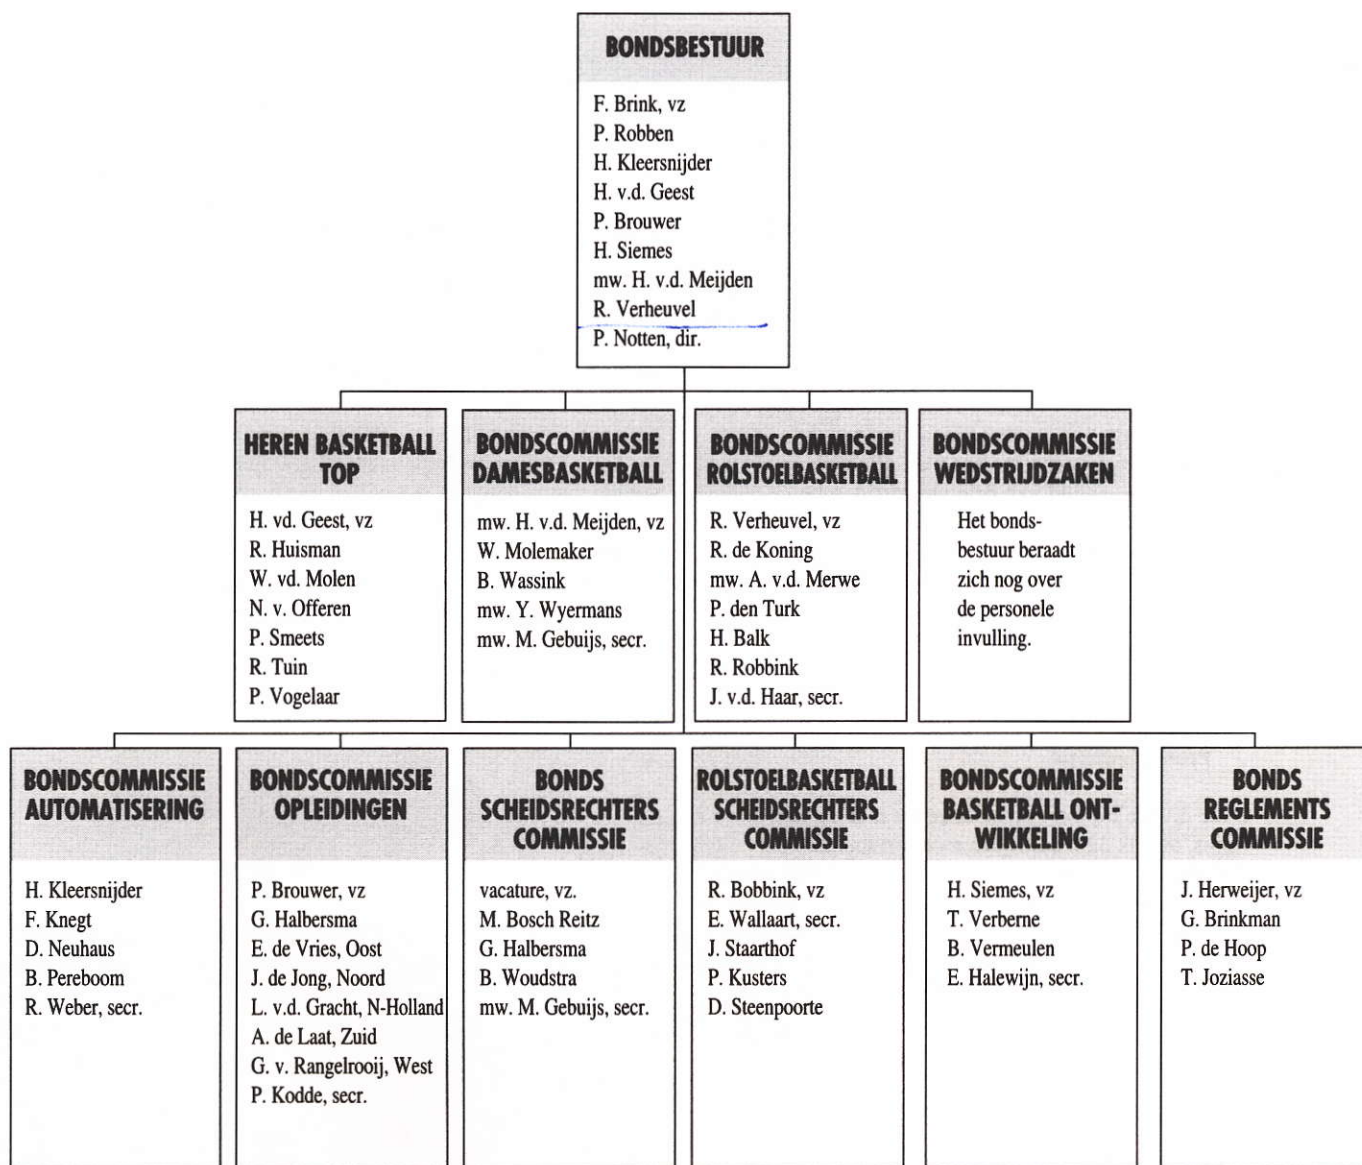 BONDSBESTUUR
F. Brink, vz
P. Robben
H. Kleersnijder
H. v.d. Geest
P. Brouwer
H. Siemes
mw. H. v.d. Meijden
R. Verheuvel
P. Notten, dir.
HEREN BASKETBALL
TOP
H. vd. Geest, vz
R. Huisman
W. vd. Molen
N. v. Offeren
P. Smeets
R. Tuin
P. Vogelaar
BONDSCOMMISSIE
DAMESBASKETBALL
mw. H. v.d. Meijden, vz
W. Molemaker
B. Wassink
mw. Y. Wyermans
mw. M. Gebuijs, secr.
BONDSCOMMISSIE
ROLSTOELBASKETBALL
R. Verheuvel, vz
R. de Koning
mw. A. v.d. Merwe
P. den Turk
H. Balk
R. Robbink
J. v.d. Haar, secr.
BONDSCOMMISSIE
WEDSTRIJDZAKEN
Het bonds-
bestuur beraadt
zich nog over
de personele
invulling.
BONDSCOMMISSIE
AUTOMATISERING
H. Kleersnijder
F. Knegt
D. Neuhaus
B. Pereboom
R. Weber, secr.
BONDSCOMMISSIE
OPLEIDINGEN
P. Brouwer, vz
G. Halbersma
E. de Vries, Oost
J. de Jong, Noord
L. v.d. Gracht, N-Holland
A. de Laat, Zuid
G. v. Rangelrooij, West
P. Kodde, secr.
BONDS
SCHEIDSRECHTERS
COMMISSIE
vacature, vz.
M. Bosch Reitz
G. Halbersma
B. Woudstra
mw. M. Gebuijs, secr.
ROLSTOELBASKETBALL
SCHEIDSRECHTERS
COMMISSIE
R. Bobbink, vz
E. Wallaart, secr.
J. Staarthof
P. Kusters
D. Steenpoorte
BONDSCOMMISSIE
BASKETBALL ONT-
WIKKELING
H. Siemes, vz
T. Verberne
B. Vermeulen
E. Halewijn, secr.
BONDS
REGLEMENTS
COMMISSIE
J. Herweijer, vz
G. Brinkman
P. de Hoop
T. Joziasse